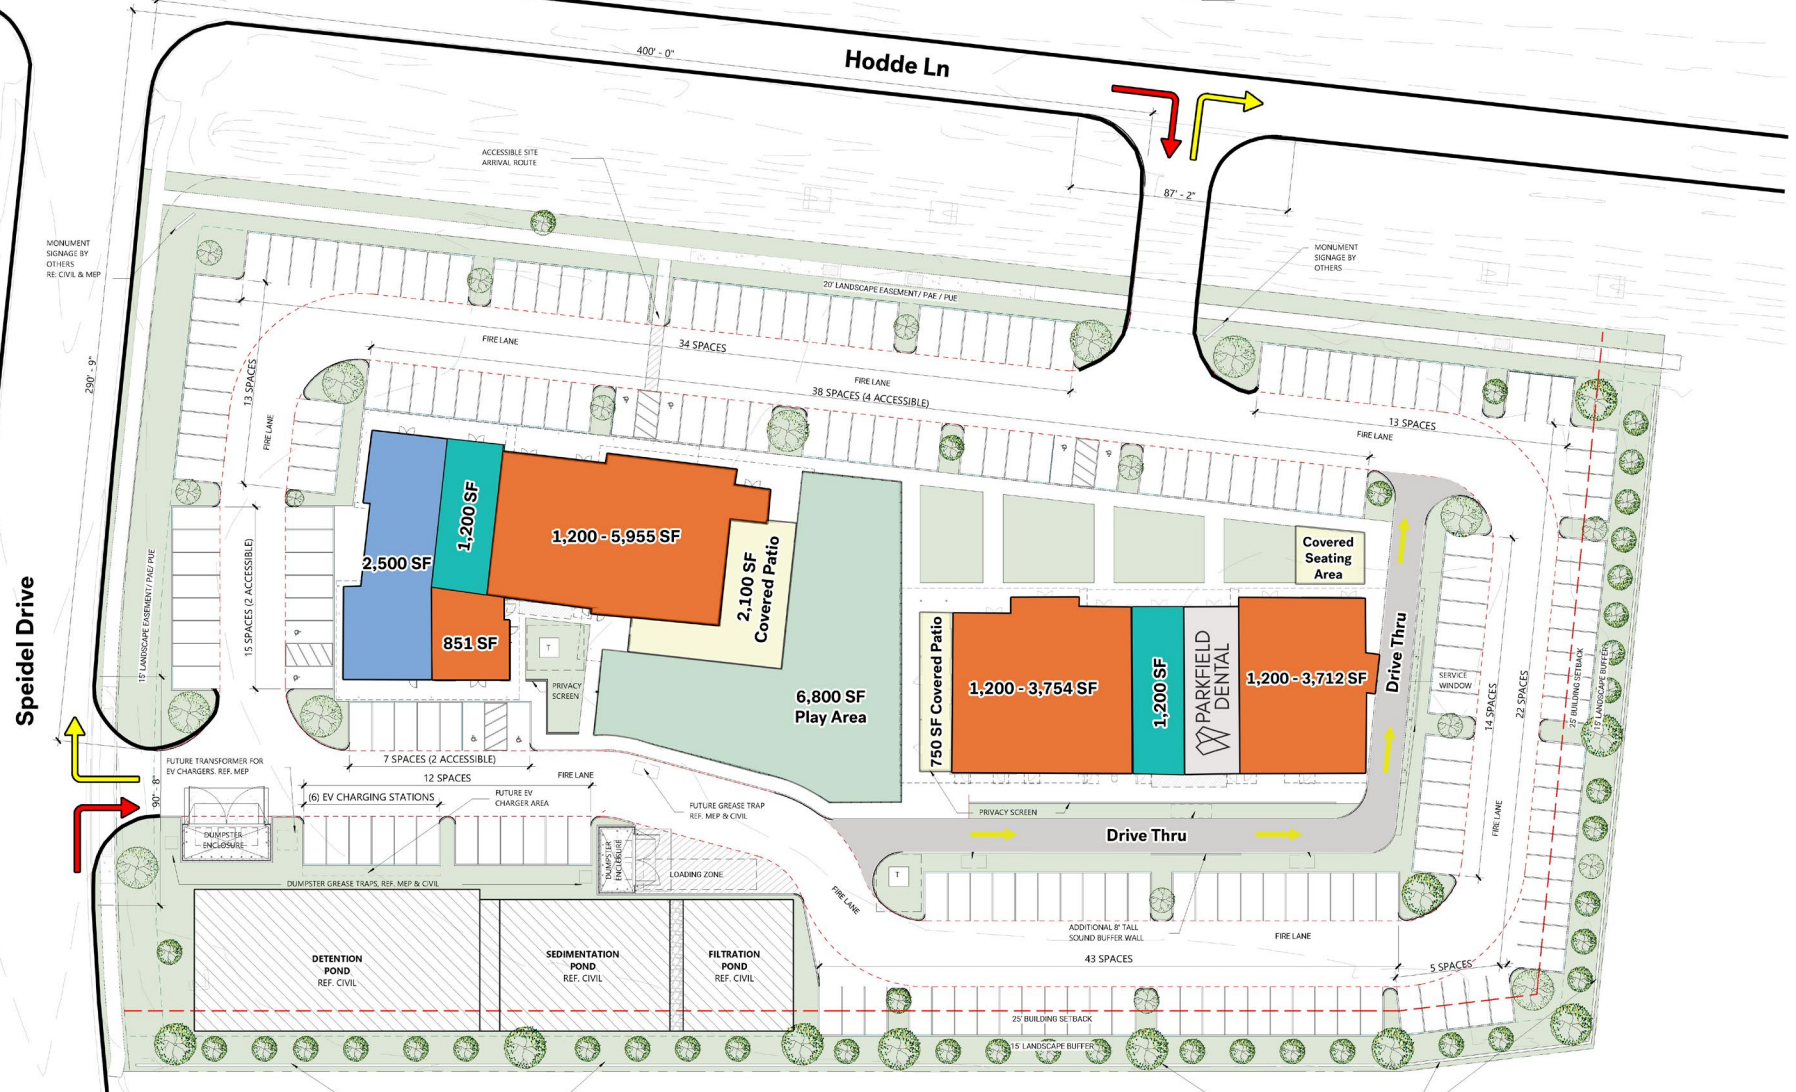 400' - 0"
Hodde Ln
ACCESSIBLE SITE
ARRIVAL ROUTE
87' - 2"
MONUMENT
SIGNAGE BY
OTHERS
RE: CIVIL & MEP
MONUMENT
SIGNAGE BY
OTHERS
20' LANDSCAPE EASEMENT/ PAE / PUE
290' - 9"
FIRE LANE
34 SPACES
FIRE LANE
38 SPACES (4 ACCESSIBLE)
13 SPACES
FIRE LANE
13 SPACES
FIRE LANE
Speidel Drive
15' LANDSCAPE EASEMENT/ PAE/ PUE
15 SPACES (2 ACCESSIBLE)
2,500 SF
1,200 SF
1,200 - 5,955 SF
851 SF
2,100 SF
Covered Patio
T
PRIVACY
SCREEN
6,800 SF
Play Area
Covered
Seating
Area
750 SF Covered Patio
1,200 - 3,754 SF
1,200 SF
PARKFIELD
DENTAL
1,200 - 3,712 SF
Drive Thru
SERVICE
WINDOW
14 SPACES
22 SPACES
25' BUILDING SETBACK
15' LANDSCAPE BUFFER
FIRE LANE
7 SPACES (2 ACCESSIBLE)
12 SPACES
FIRE LANE
FUTURE TRANSFORMER FOR
EV CHARGERS. REF. MEP
90' - 8"
(6) EV CHARGING STATIONS
FUTURE EV
CHARGER AREA
FUTURE GREASE TRAP
REF. MEP & CIVIL
PRIVACY SCREEN
Drive Thru
DUMPSTER
ENCLOSURE
DUMPSTER
ENCLOSURE
LOADING ZONE
DUMPSTER GREASE TRAPS, REF. MEP & CIVIL
FIRE LANE
T
ADDITIONAL 8' TALL
SOUND BUFFER WALL
FIRE LANE
43 SPACES
5 SPACES
DETENTION
POND
REF. CIVIL
SEDIMENTATION
POND
REF. CIVIL
FILTRATION
POND
REF. CIVIL
25' BUILDING SETBACK
15' LANDSCAPE BUFFER